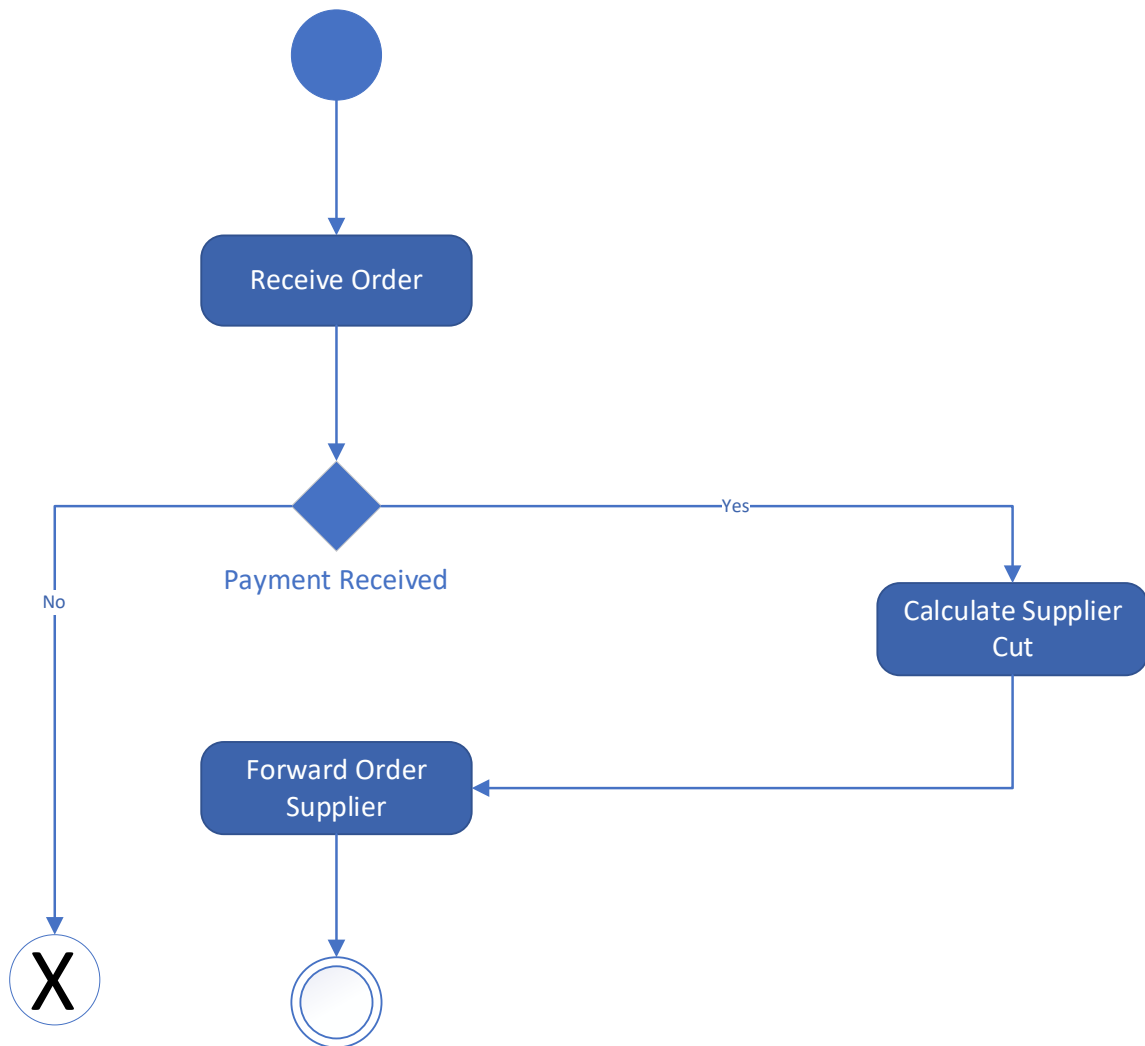 Receive Order
Yes
Payment Received
No
Calculate Supplier
Cut
Forward Order
Supplier
X